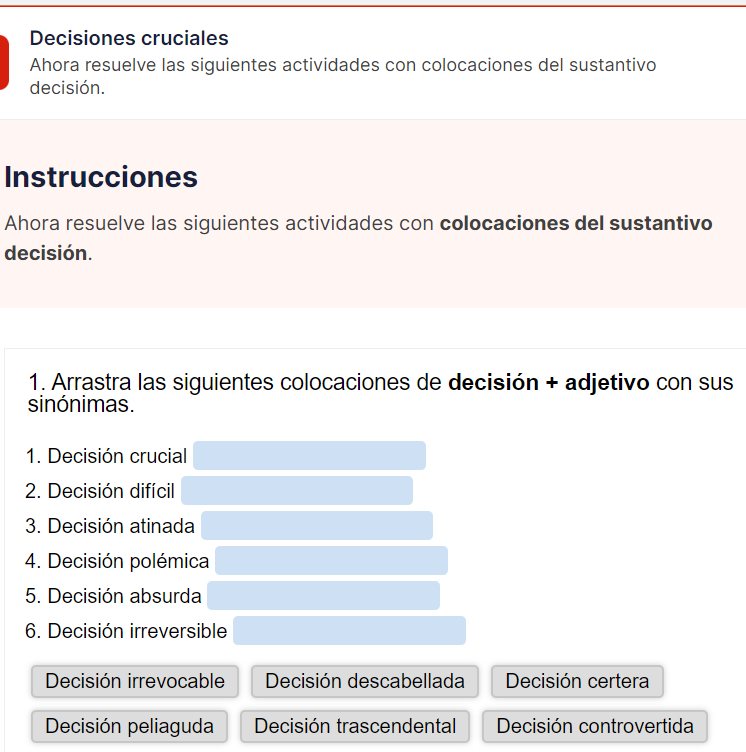 Decisiones cruciales
Ahora resuelve las siguientes actividades con colocaciones del sustantivo
decisión.
Instrucciones
Ahora resuelve las siguientes actividades con colocaciones del sustantivo
decisión.
1. Arrastra las siguientes colocaciones de decisión + adjetivo con sus
sinónimas.
1. Decisión crucial
2. Decisión difícil
3. Decisión atinada
4. Decisión polémica
5. Decisión absurda
6. Decisión irreversible
Decisión irrevocable Decisión descabellada Decisión certera
Decisión peliaguda Decisión trascendental Decisión controvertida